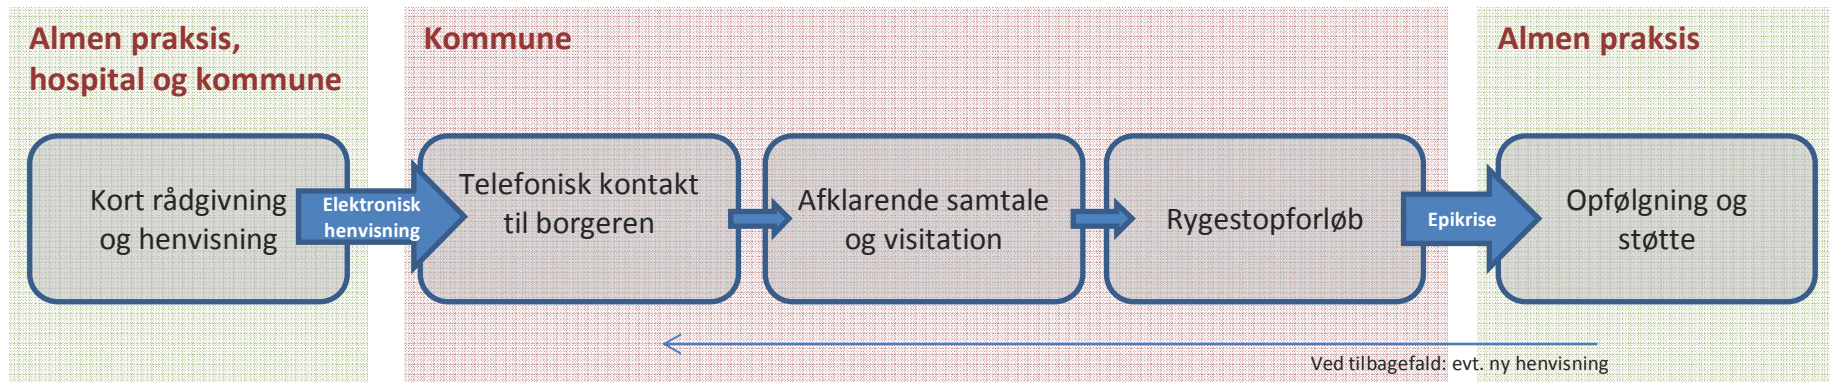 Almen praksis,
hospital og kommune
Kommune
Almen praksis
Kort rådgivning
og henvisning
Elektronisk
henvisning
Telefonisk kontakt
til borgeren
Afklarende samtale
og visitation
Rygestopforløb
Epikrise
Opfølgning og
støtte
Ved tilbagefald: evt. ny henvisning